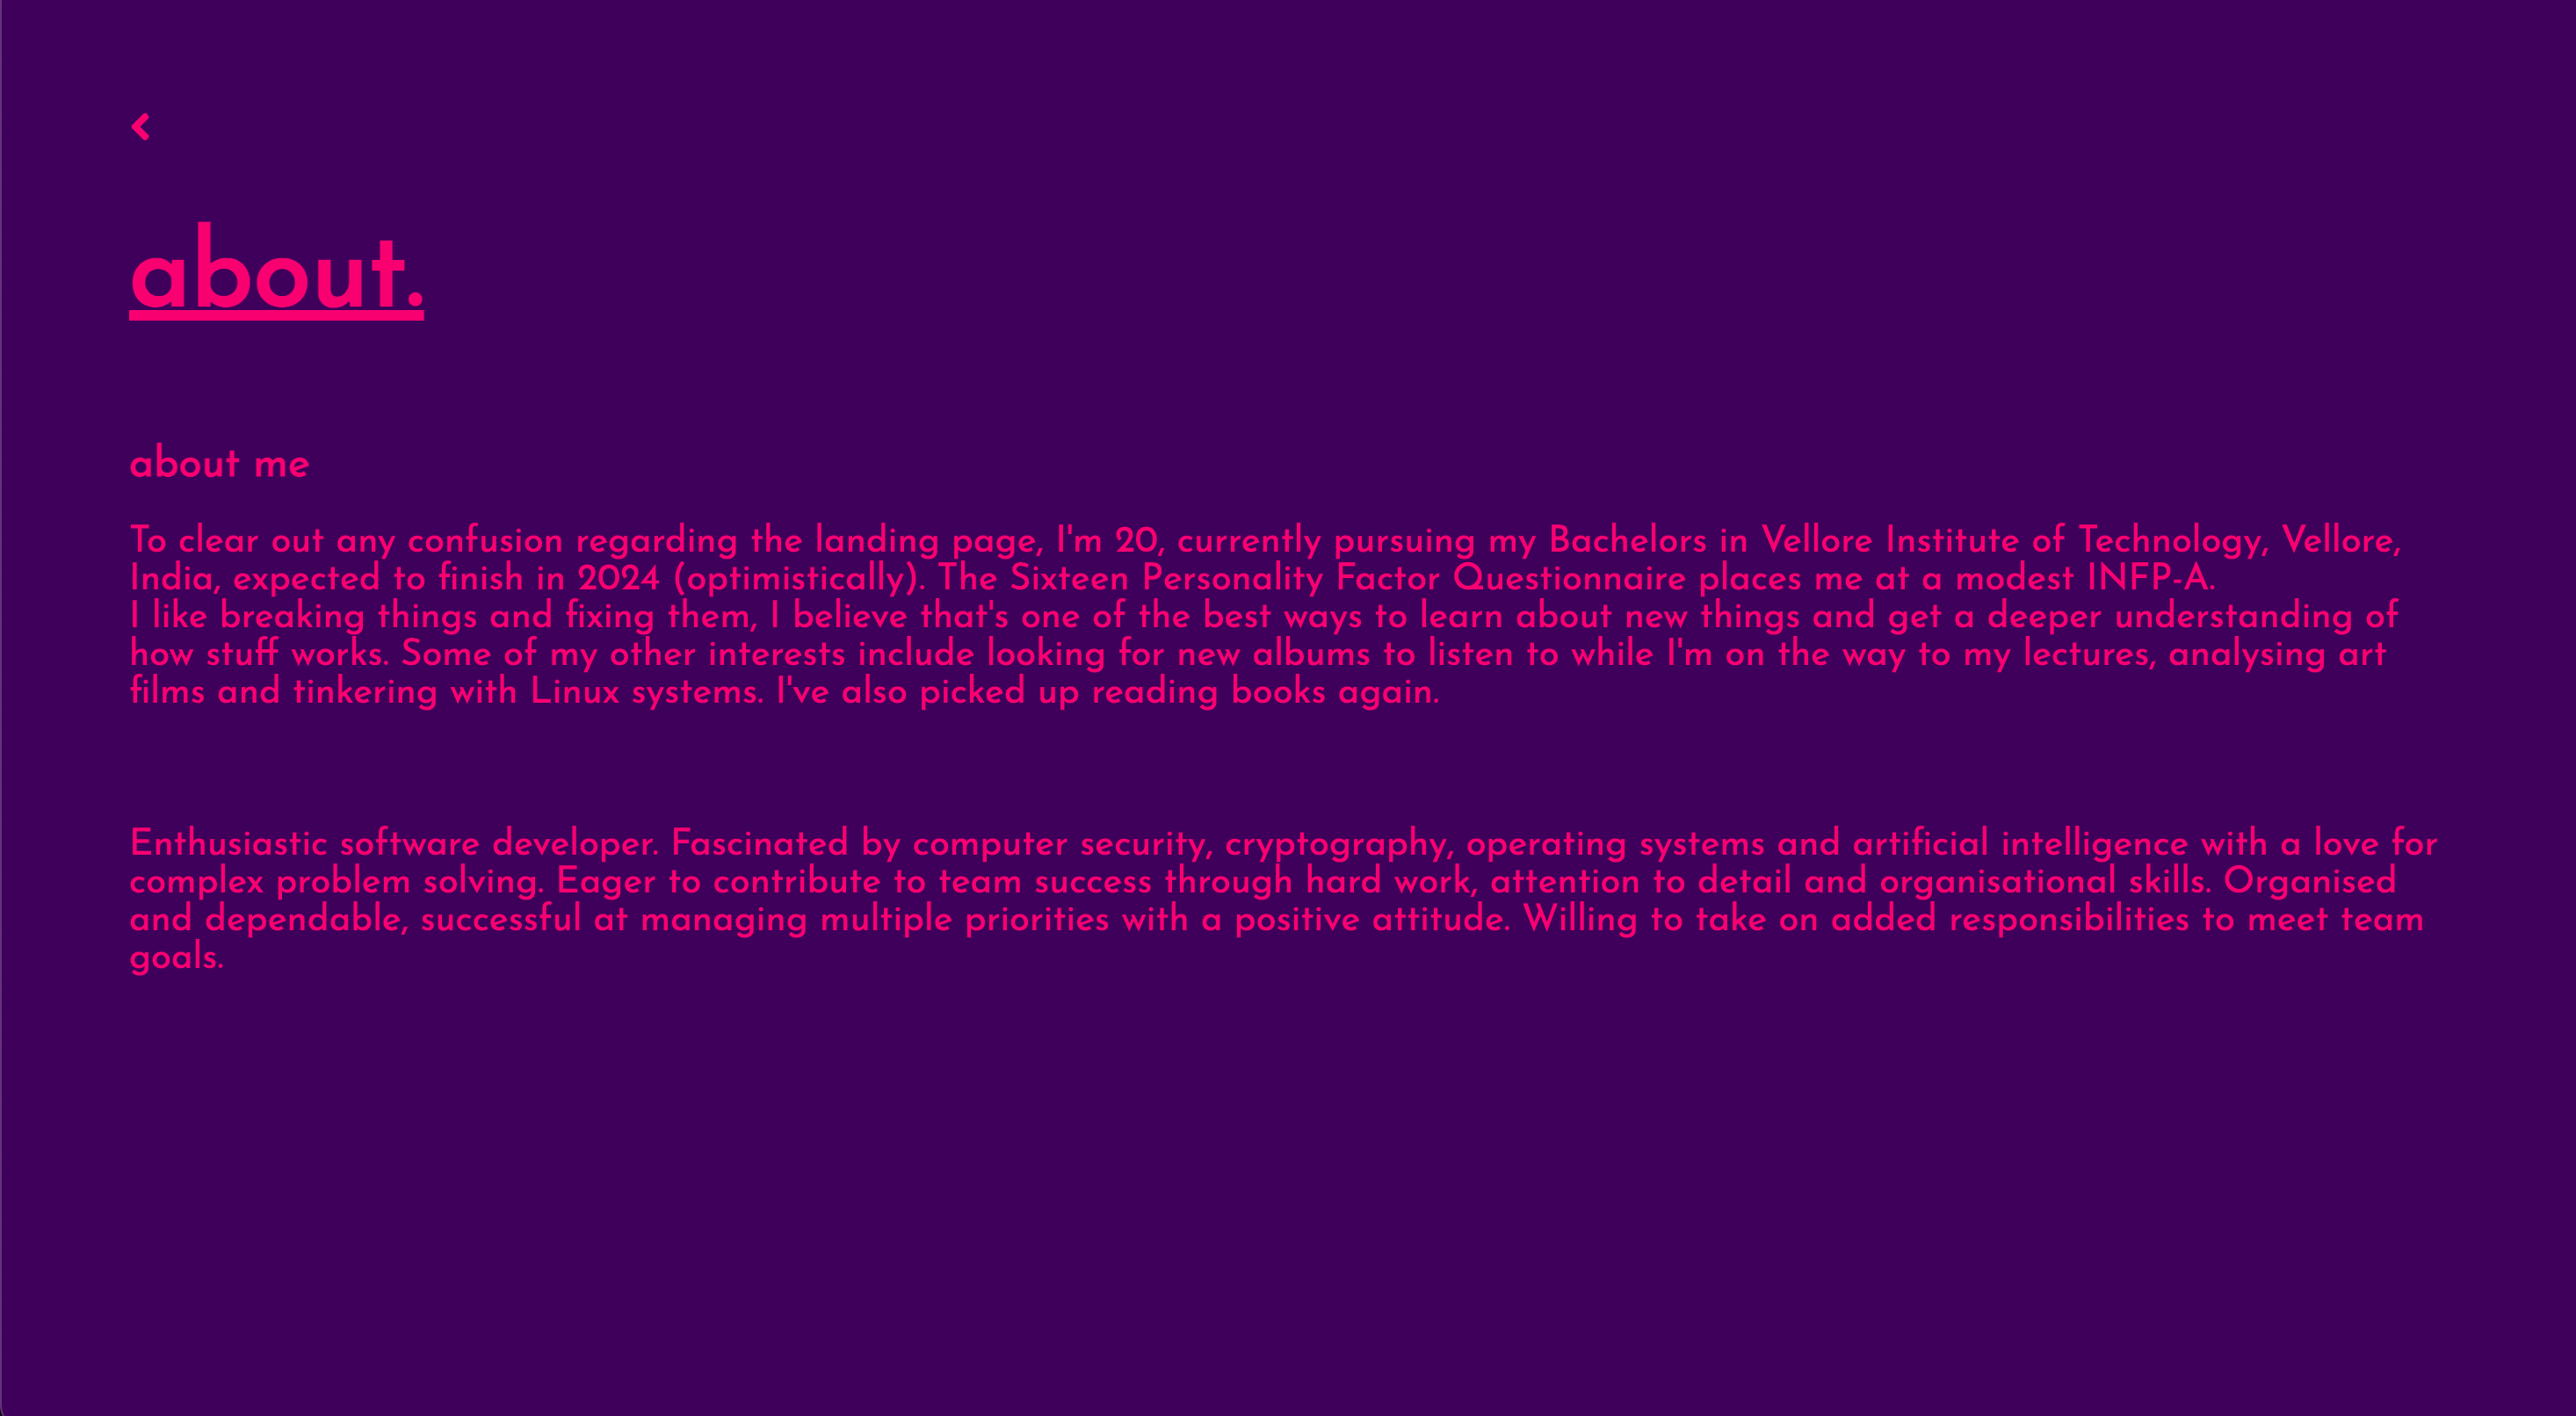 about.
about me
To clear out any confusion regarding the landing page, I'm 20, currently pursuing my Bachelors in Vellore Institute of Technology, Vellore,
India, expected to finish in 2024 (optimistically). The Sixteen Personality Factor Questionnaire places me at a modest INFP-A.
I like breaking things and fixing them, I believe that's one of the best ways to learn about new things and get a deeper understanding of
how stuff works. Some of my other interests include looking for new albums to listen to while I'm on the way to my lectures, analysing art
films and tinkering with Linux systems. I've also picked up reading books again.
Enthusiastic software developer. Fascinated by computer security, cryptography, operating systems and artificial intelligence with a love for
complex problem solving. Eager to contribute to team success through hard work, attention to detail and organisational skills. Organised
and dependable, successful at managing multiple priorities with a positive attitude. Willing to take on added responsibilities to meet team
goals.